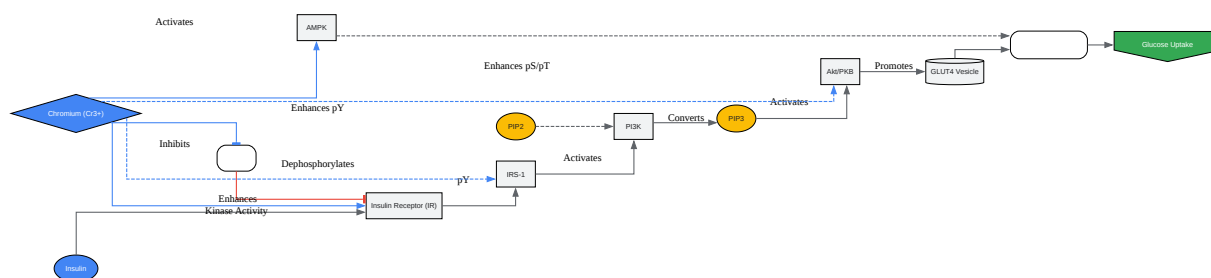 Activates
AMPK
Glucose Uptake
Enhances pS/pT
Akt/PKB
Promotes
GLUT4 Vesicle
Chromium (Cr3+)
Enhances pY
Activates
PIP2
PI3K
Converts
PIP3
Inhibits
Dephosphorylates
Activates
pY
IRS-1
Enhances
Kinase Activity
Insulin Receptor (IR)
Insulin